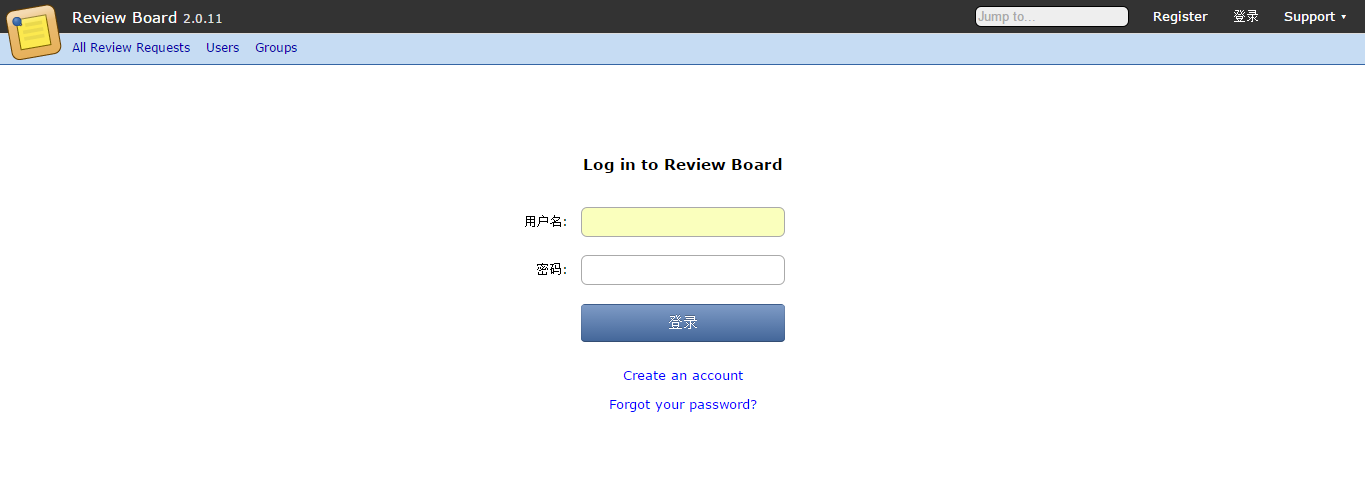 Review Board 2.0.11 Jump to... Register 登录 Support ▾
All Review Requests Users Groups
Log in to Review Board
用户名:
密码:
登录
Create an account
Forgot your password?